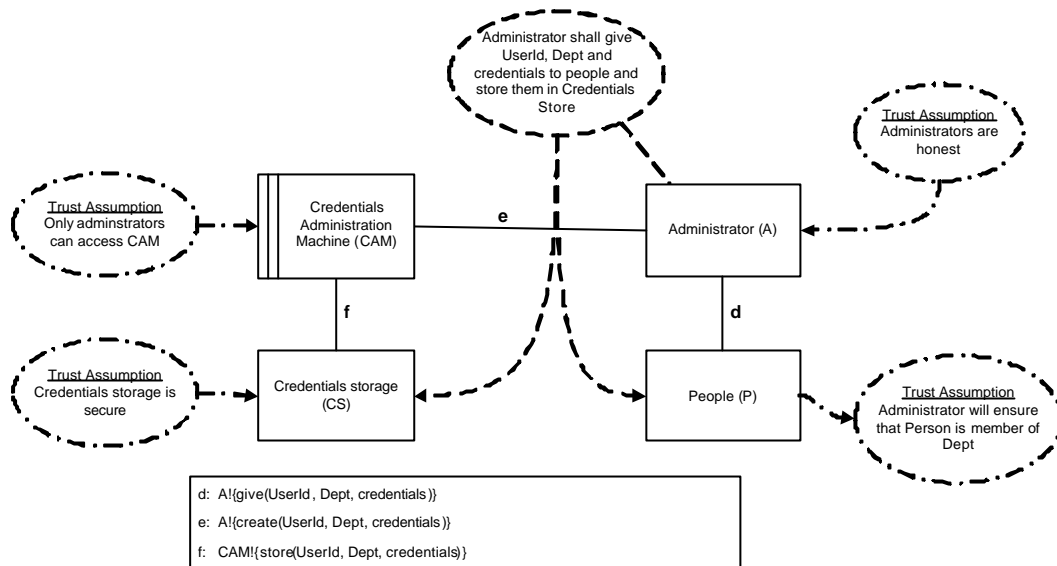 Administrator shall give
UserId, Dept and
credentials to people and
store them in Credentials
Store
Trust Assumption
Administrators are
honest
Trust Assumption
Only adminstrators
can access CAM
Credentials
Administration
Machine (CAM)
e
Administrator (A)
f
d
Trust Assumption
Credentials storage is
secure
Credentials storage
(CS)
People (P)
Trust Assumption
Administrator will ensure
that Person is member of
Dept
d: A!{give(UserId, Dept, credentials)}
e: A!{create(UserId, Dept, credentials)}
f: CAM!{store(UserId, Dept, credentials)}